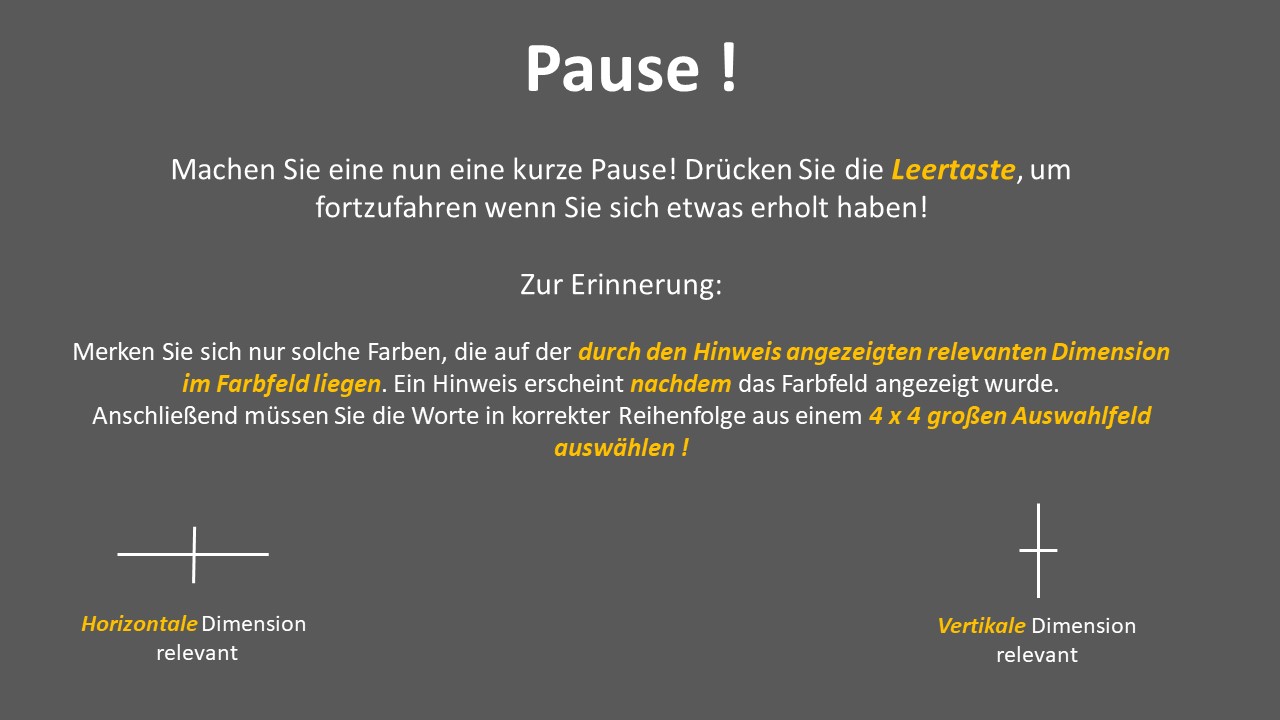 Pause !
Machen Sie eine nun eine kurze Pause! Drücken Sie die Leertaste, um
fortzufahren wenn Sie sich etwas erholt haben!
Zur Erinnerung:
Merken Sie sich nur solche Farben, die auf der durch den Hinweis angezeigten relevanten Dimension
im Farbfeld liegen. Ein Hinweis erscheint nachdem das Farbfeld angezeigt wurde.
Anschließend müssen Sie die Worte in korrekter Reihenfolge aus einem 4 x 4 großen Auswahlfeld
auswählen !
Horizontale Dimension
relevant
Vertikale Dimension
relevant